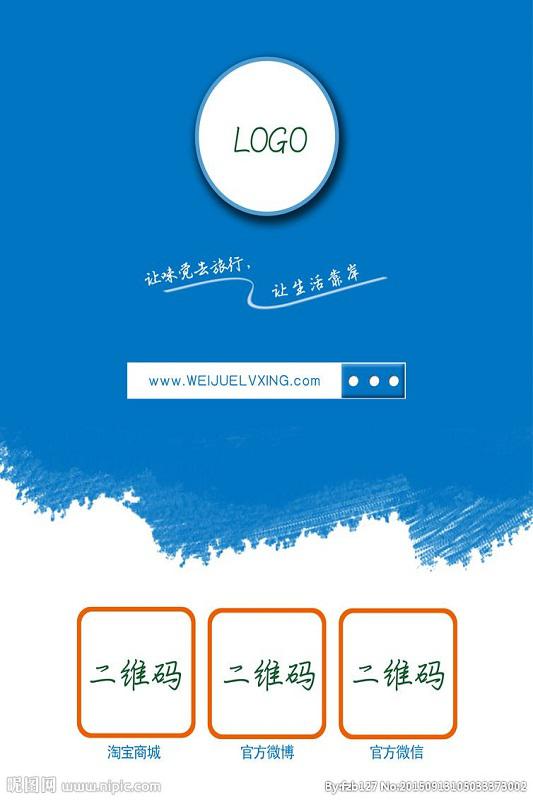 LOGO
让味觉去旅行，
让生活靠岸
www.WEIJUELVXING.com
二维码 二维码 二维码
淘宝商城 官方微博 官方微信
昵图网 www.nipic.com By:fzb127 No:20150913105033373002